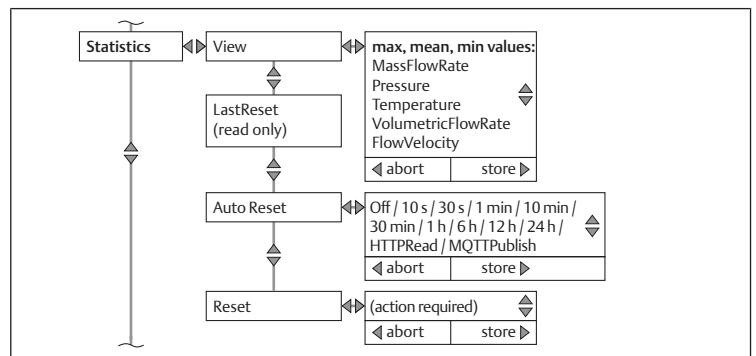 Statistics
View
max, mean, min values:
MassFlowRate
Pressure
Temperature
VolumetricFlowRate
FlowVelocity
abort
store
LastReset
(read only)
Auto Reset
Off / 10 s / 30 s / 1 min / 10 min /
30 min / 1 h / 6 h / 12 h / 24 h /
HTTPRead / MQTTPublish
abort
store
Reset
(action required)
abort
store